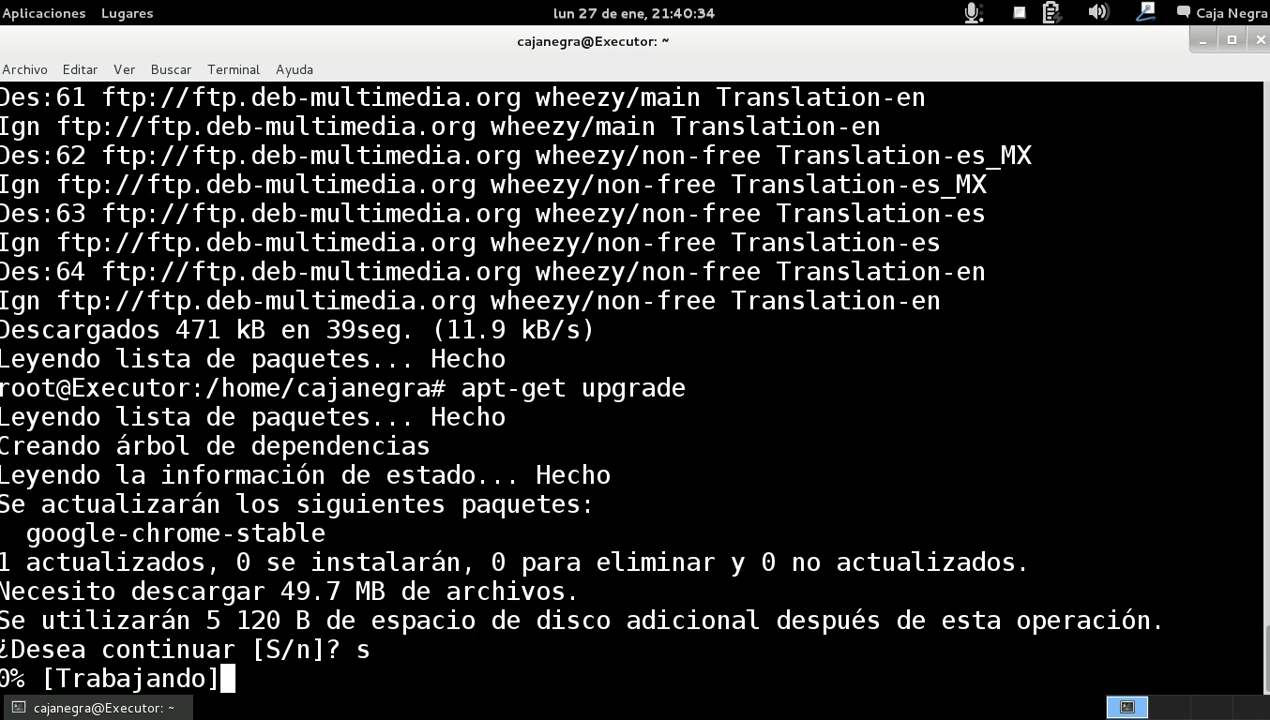 Aplicaciones Lugares lun 27 de ene, 21:40:34 Caja Negra
cajanegra@Executor: ~
Archivo Editar Ver Buscar Terminal Ayuda
Des:61 ftp://ftp.deb-multimedia.org wheezy/main Translation-en
Ign ftp://ftp.deb-multimedia.org wheezy/main Translation-en
Des:62 ftp://ftp.deb-multimedia.org wheezy/non-free Translation-es_MX
Ign ftp://ftp.deb-multimedia.org wheezy/non-free Translation-es_MX
Des:63 ftp://ftp.deb-multimedia.org wheezy/non-free Translation-es
Ign ftp://ftp.deb-multimedia.org wheezy/non-free Translation-es
Des:64 ftp://ftp.deb-multimedia.org wheezy/non-free Translation-en
Ign ftp://ftp.deb-multimedia.org wheezy/non-free Translation-en
Descargados 471 kB en 39seg. (11.9 kB/s)
Leyendo lista de paquetes... Hecho
root@Executor:/home/cajanegra# apt-get upgrade
Leyendo lista de paquetes... Hecho
Creando árbol de dependencias
Leyendo la información de estado... Hecho
Se actualizarán los siguientes paquetes:
google-chrome-stable
1 actualizados, 0 se instalarán, 0 para eliminar y 0 no actualizados.
Necesito descargar 49.7 MB de archivos.
Se utilizarán 5 120 B de espacio de disco adicional después de esta operación.
¿Desea continuar [S/n]? s
0% [Trabajando]
cajanegra@Executor: ~